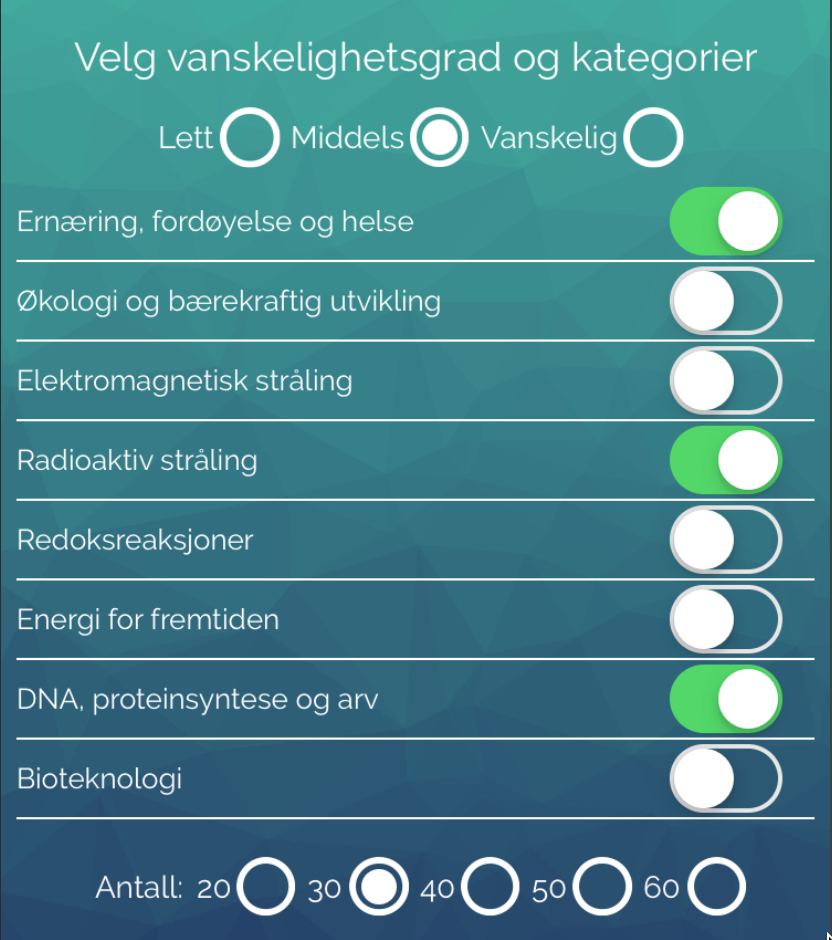 Velg vanskelighetsgrad og kategorier
Lett Middels Vanskelig
Ernæring, fordøyelse og helse
Økologi og bærekraftig utvikling
Elektromagnetisk stråling
Radioaktiv stråling
Redoksreaksjoner
Energi for fremtiden
DNA, proteinsyntese og arv
Bioteknologi
Antall: 20 30 40 50 60